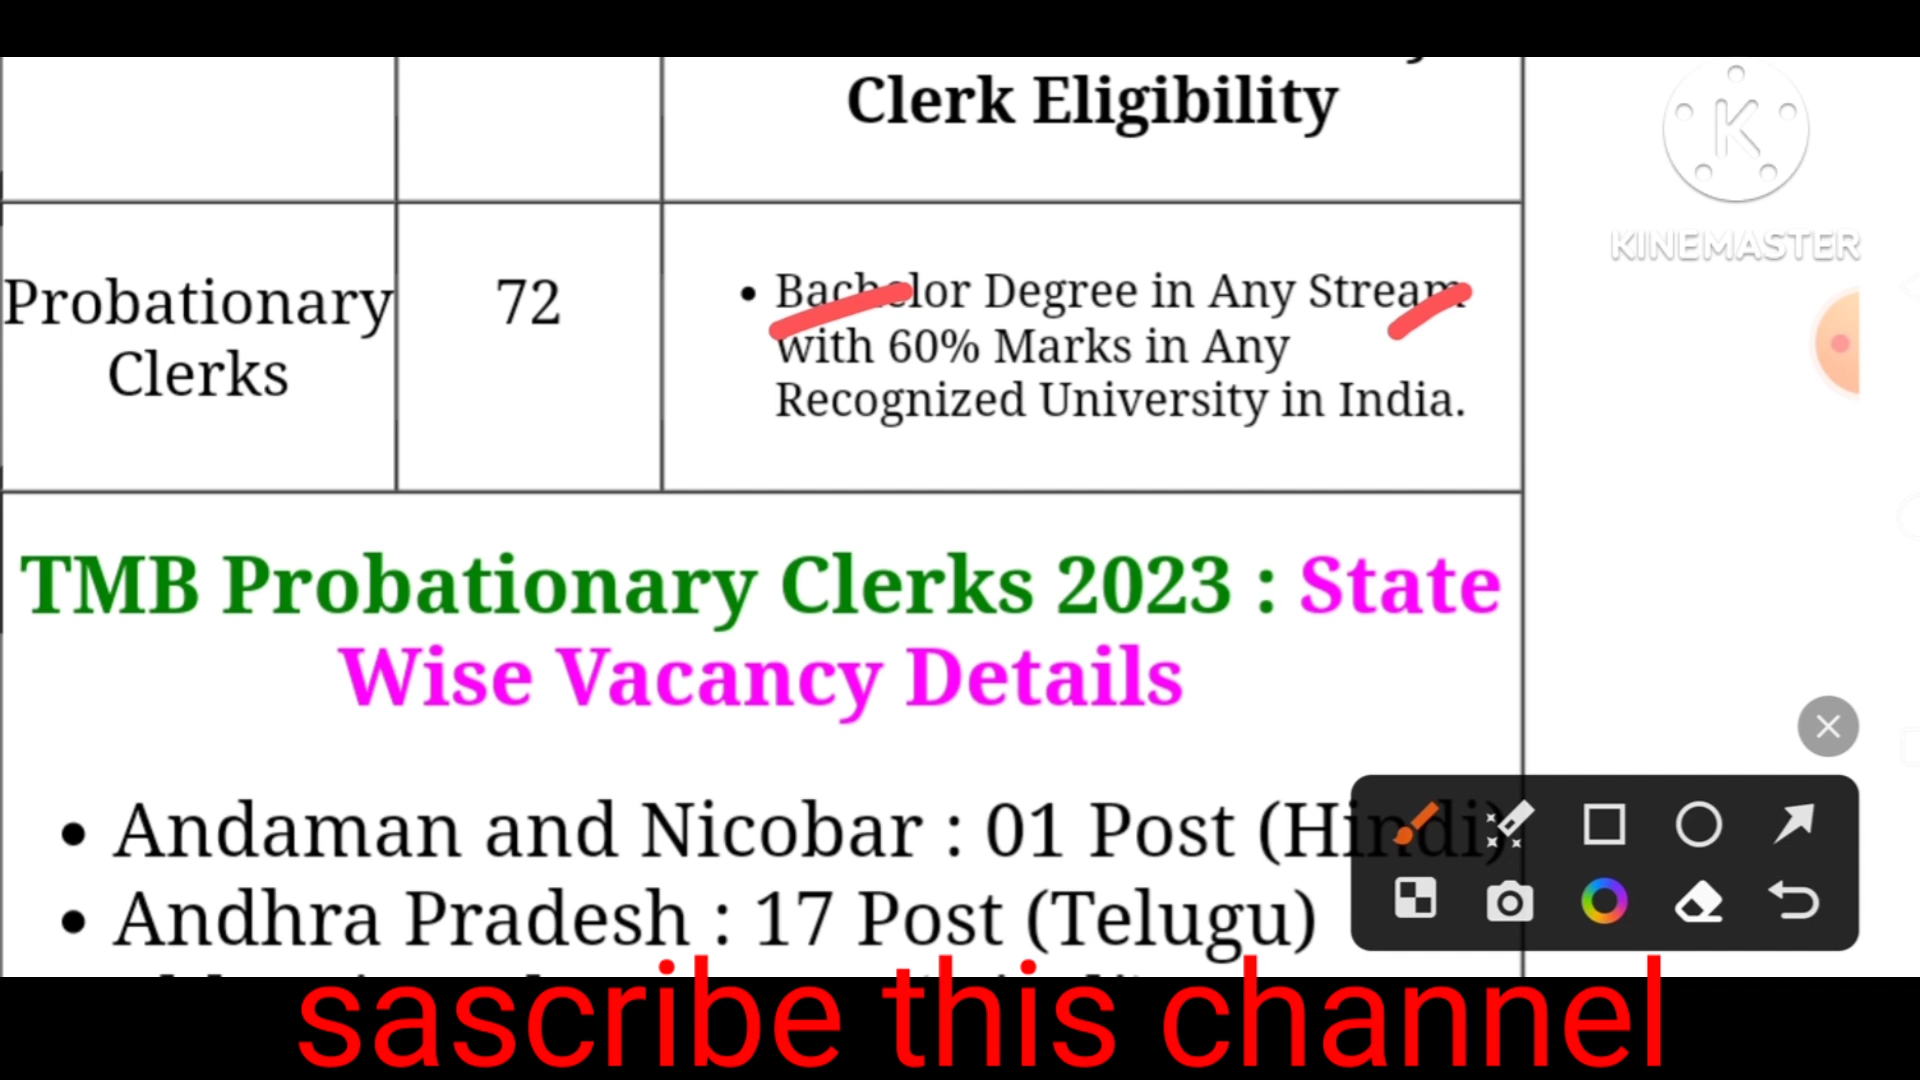 Clerk Eligibility
KINEMASTER
Probationary
Clerks
72
• Bachelor Degree in Any Stream
with 60% Marks in Any
Recognized University in India.
TMB Probationary Clerks 2023 : State
Wise Vacancy Details
• Andaman and Nicobar : 01 Post (Hindi)
• Andhra Pradesh : 17 Post (Telugu)
sascribe this channel